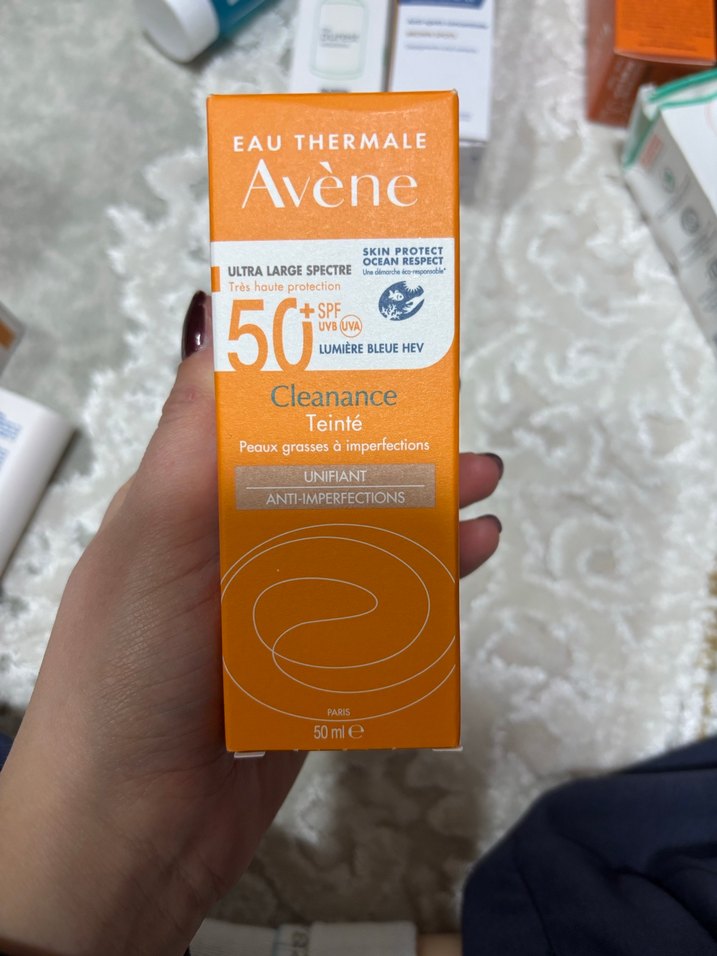 EAU THERMALE
Avène
SKIN PROTECT
OCEAN RESPECT
Une démarche éco-responsable*
ULTRA LARGE SPECTRE
Très haute protection
50+ SPF
UVB UVA
LUMIÈRE BLEUE HEV
Cleanance
Teinté
Peaux grasses à imperfections
UNIFIANT
ANTI-IMPERFECTIONS
PARIS
50 ml ℮